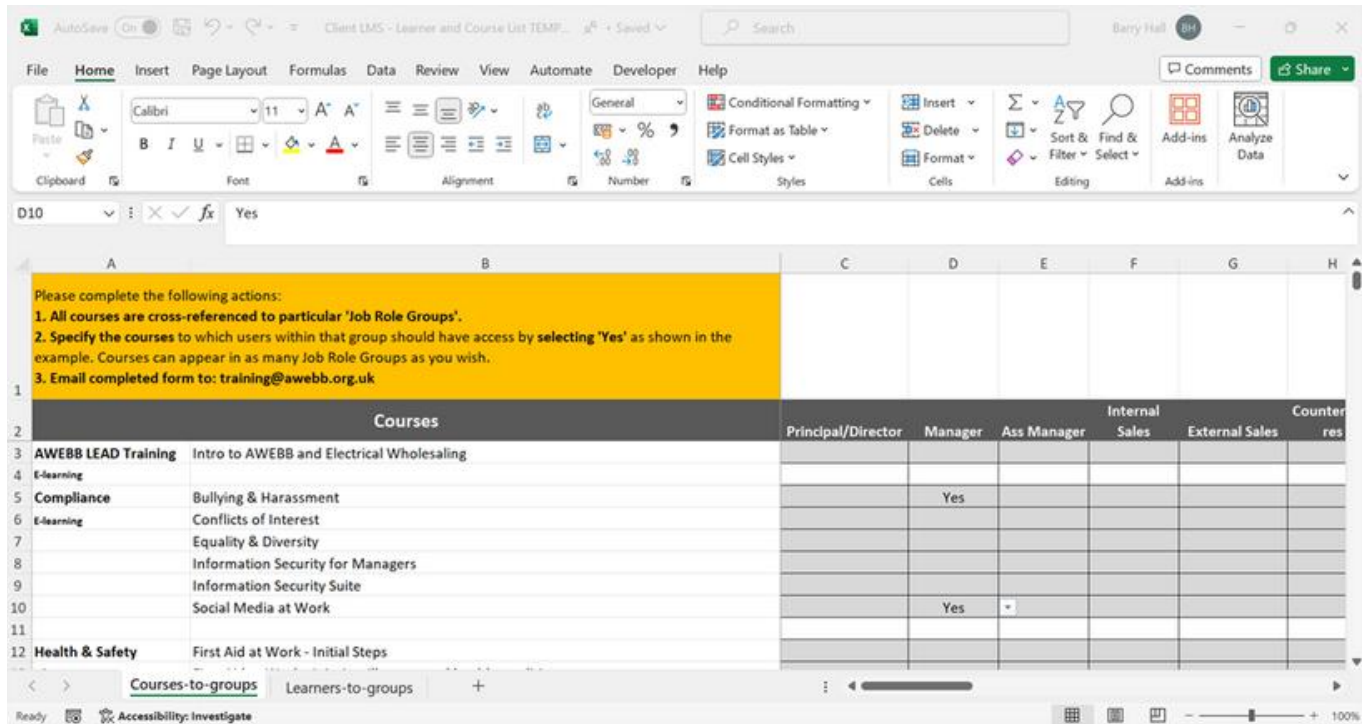 AutoSave On Client LMS - Learner and Course List TEMP... • Saved Search Barry Hall BH
File Home Insert Page Layout Formulas Data Review View Automate Developer Help Comments Share
Paste
Clipboard
Calibri 11 A^ A˅
B I U A
Font
ab
Alignment
General
% 9
Number
Conditional Formatting
Format as Table
Cell Styles
Styles
Insert
Delete
Format
Cells
Σ
Sort & Filter
Find & Select
Editing
Add-ins
Add-ins
Analyze Data
D10 fx Yes
A B C D E F G H
1
Please complete the following actions:
1. All courses are cross-referenced to particular 'Job Role Groups'.
2. Specify the courses to which users within that group should have access by selecting 'Yes' as shown in the
example. Courses can appear in as many Job Role Groups as you wish.
3. Email completed form to: training@awebb.org.uk
2 Courses Principal/Director Manager Ass Manager Internal Sales External Sales Counter res
3 AWEBB LEAD Training Intro to AWEBB and Electrical Wholesaling
4 E-learning
5 Compliance Bullying & Harassment Yes
6 E-learning Conflicts of Interest
7 Equality & Diversity
8 Information Security for Managers
9 Information Security Suite
10 Social Media at Work Yes
11
12 Health & Safety First Aid at Work - Initial Steps
Courses-to-groups Learners-to-groups +
Ready Accessibility: Investigate 100%